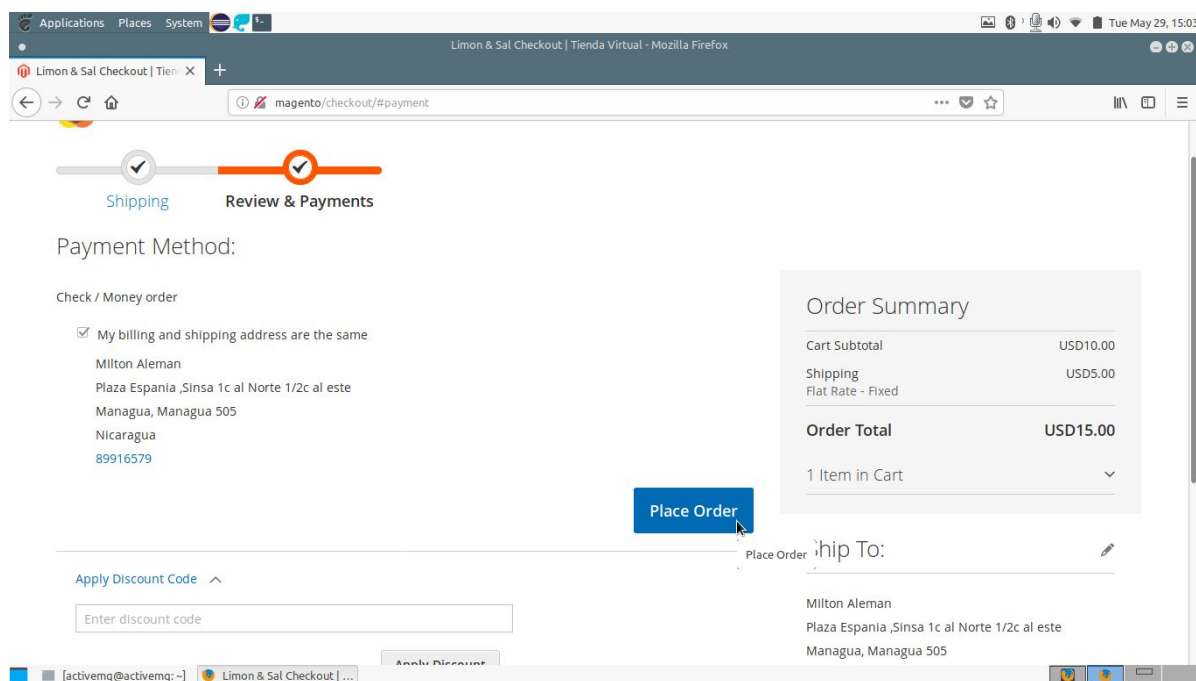 Applications Places System
Tue May 29, 15:03
Limon & Sal Checkout | Tienda Virtual - Mozilla Firefox
Limon & Sal Checkout | Tien
magento/checkout/#payment
Shipping
Review & Payments
Payment Method:
Check / Money order
My billing and shipping address are the same
MIlton Aleman
Plaza Espania ,Sinsa 1c al Norte 1/2c al este
Managua, Managua 505
Nicaragua
89916579
Place Order
Apply Discount Code
Enter discount code
Apply Discount
Order Summary
Cart Subtotal USD10.00
Shipping USD5.00
Flat Rate - Fixed
Order Total USD15.00
1 Item in Cart
Place Order
hip To:
MIlton Aleman
Plaza Espania ,Sinsa 1c al Norte 1/2c al este
Managua, Managua 505
[activemq@activemq: ~]
Limon & Sal Checkout | ...